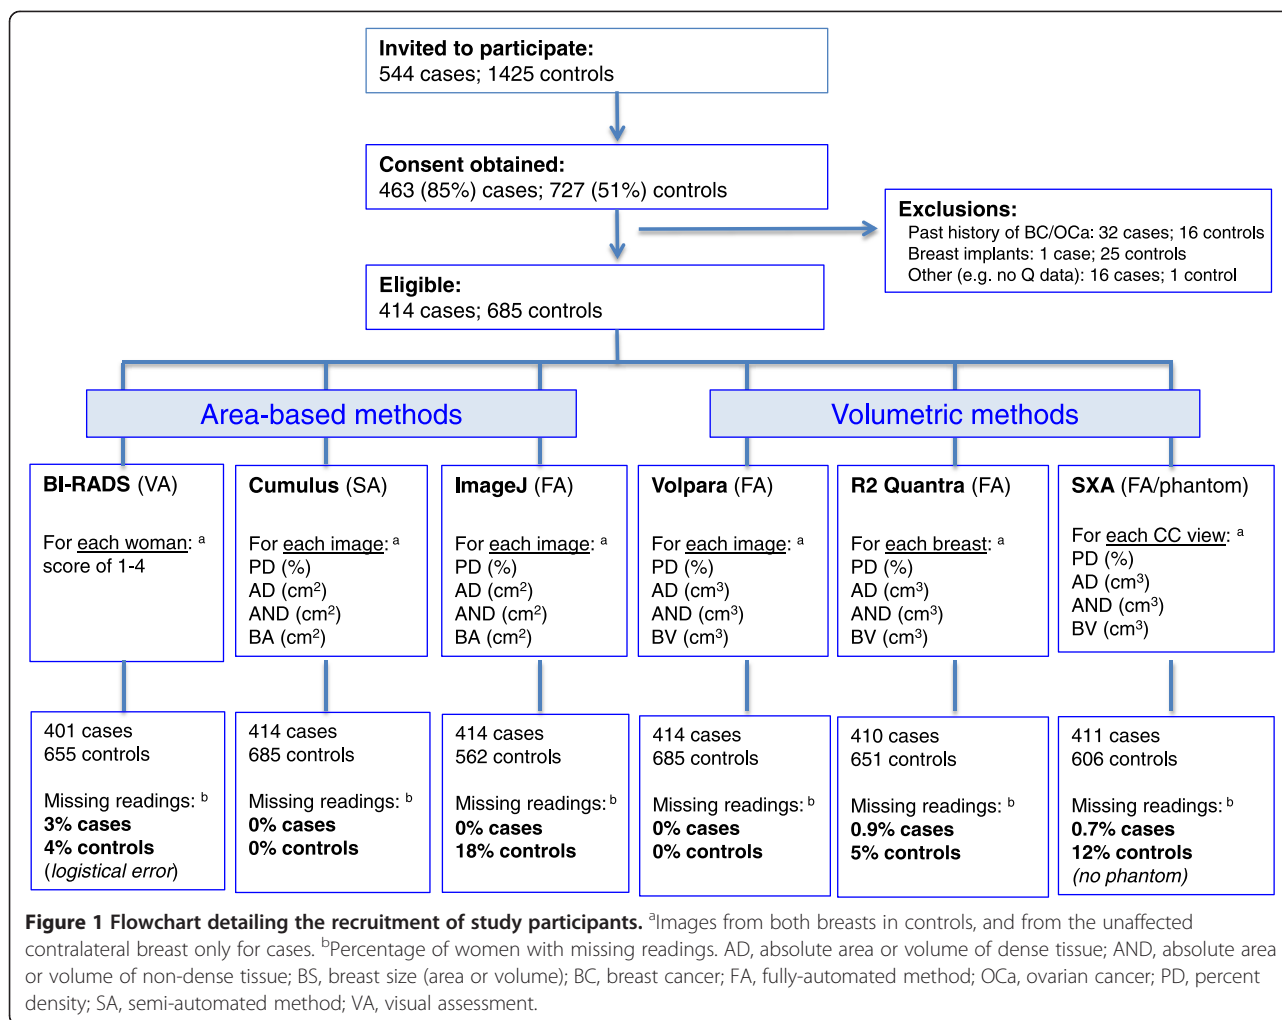 Invited to participate:
544 cases; 1425 controls
Consent obtained:
463 (85%) cases; 727 (51%) controls
Exclusions:
Past history of BC/OCa: 32 cases; 16 controls
Breast implants: 1 case; 25 controls
Other (e.g. no Q data): 16 cases; 1 control
Eligible:
414 cases; 685 controls
Area-based methods
Volumetric methods
BI-RADS (VA)
For each woman: a
score of 1-4
Cumulus (SA)
For each image: a
PD (%)
AD (cm²)
AND (cm²)
BA (cm²)
ImageJ (FA)
For each image: a
PD (%)
AD (cm²)
AND (cm²)
BA (cm²)
Volpara (FA)
For each image: a
PD (%)
AD (cm³)
AND (cm³)
BV (cm³)
R2 Quantra (FA)
For each breast: a
PD (%)
AD (cm³)
AND (cm³)
BV (cm³)
SXA (FA/phantom)
For each CC view: a
PD (%)
AD (cm³)
AND (cm³)
BV (cm³)
401 cases
655 controls
Missing readings: b
3% cases
4% controls
(logistical error)
414 cases
685 controls
Missing readings: b
0% cases
0% controls
414 cases
562 controls
Missing readings: b
0% cases
18% controls
414 cases
685 controls
Missing readings: b
0% cases
0% controls
410 cases
651 controls
Missing readings: b
0.9% cases
5% controls
411 cases
606 controls
Missing readings: b
0.7% cases
12% controls
(no phantom)
Figure 1 Flowchart detailing the recruitment of study participants. aImages from both breasts in controls, and from the unaffected
contralateral breast only for cases. bPercentage of women with missing readings. AD, absolute area or volume of dense tissue; AND, absolute area
or volume of non-dense tissue; BS, breast size (area or volume); BC, breast cancer; FA, fully-automated method; OCa, ovarian cancer; PD, percent
density; SA, semi-automated method; VA, visual assessment.